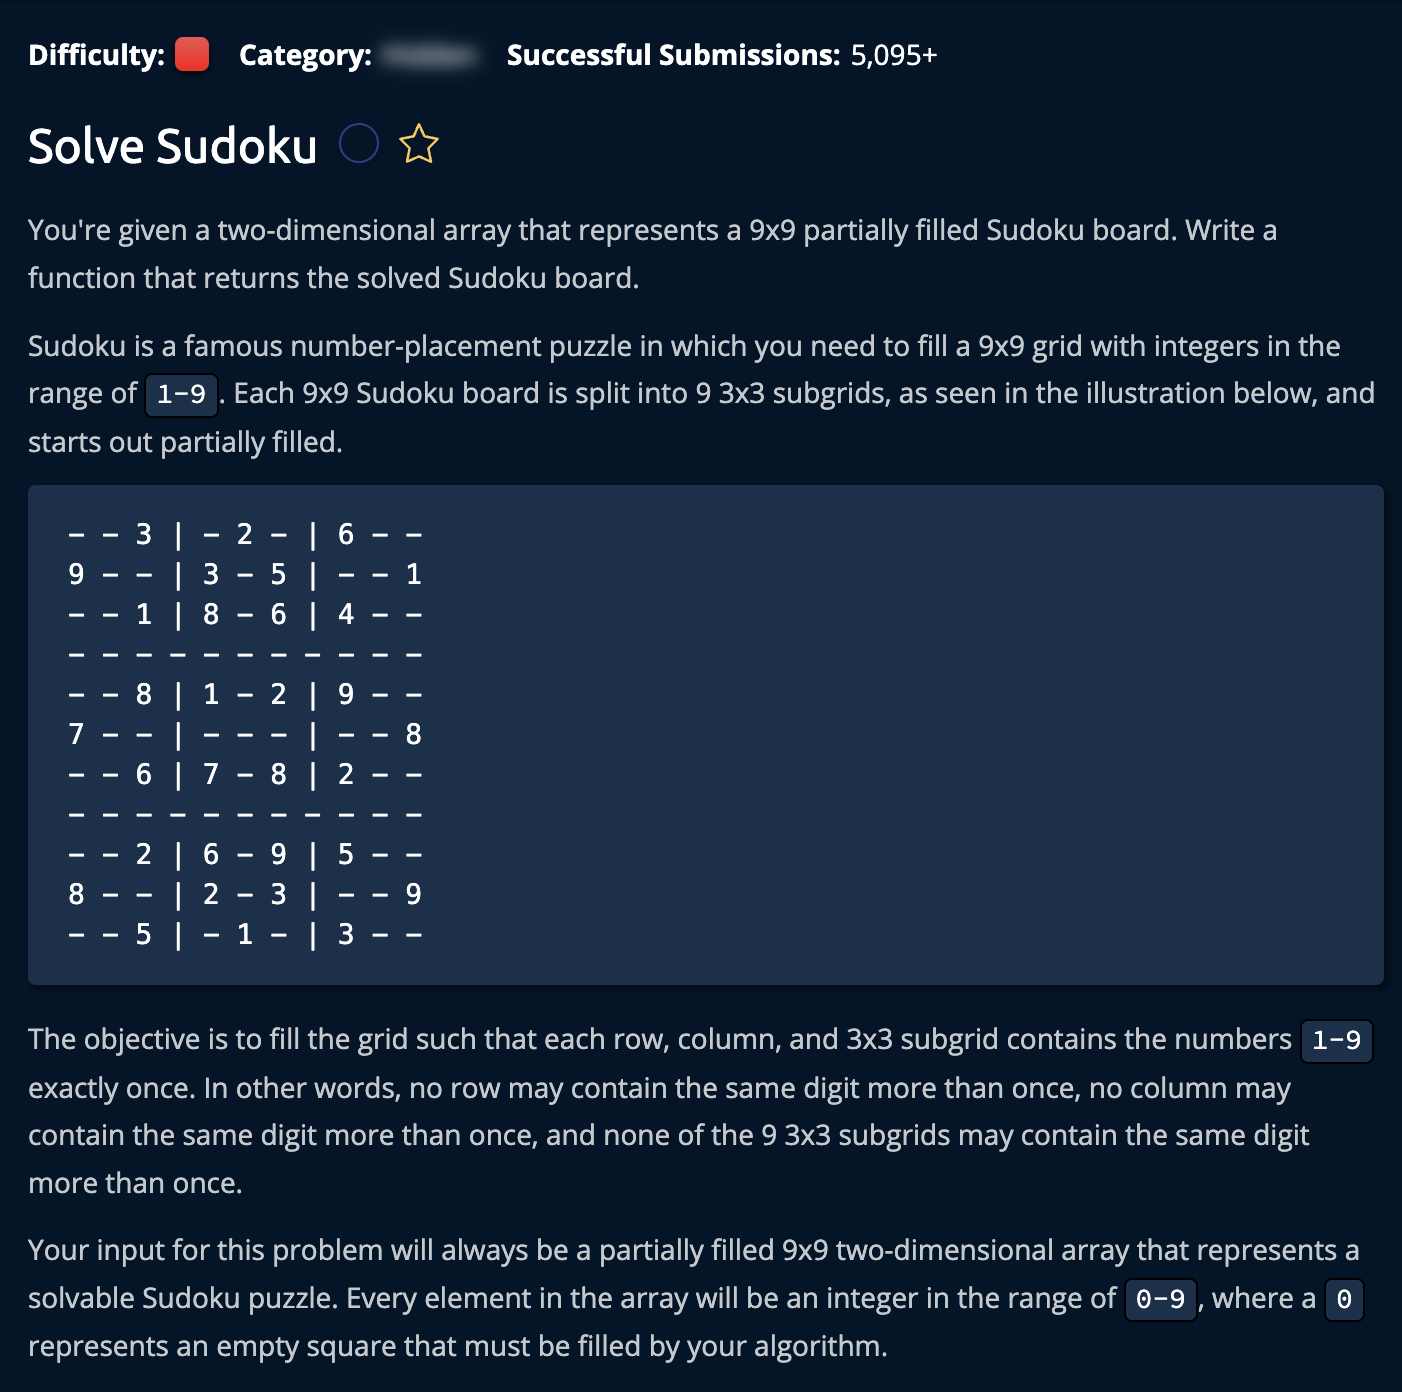 Difficulty: Category: Successful Submissions: 5,095+
Solve Sudoku
You're given a two-dimensional array that represents a 9x9 partially filled Sudoku board. Write a
function that returns the solved Sudoku board.
Sudoku is a famous number-placement puzzle in which you need to fill a 9x9 grid with integers in the
range of 1-9. Each 9x9 Sudoku board is split into 9 3x3 subgrids, as seen in the illustration below, and
starts out partially filled.
- - 3 | - 2 - | 6 - -
9 - - | 3 - 5 | - - 1
- - 1 | 8 - 6 | 4 - -
- - - - - - - - - - -
- - 8 | 1 - 2 | 9 - -
7 - - | - - - | - - 8
- - 6 | 7 - 8 | 2 - -
- - - - - - - - - - -
- - 2 | 6 - 9 | 5 - -
8 - - | 2 - 3 | - - 9
- - 5 | - 1 - | 3 - -
The objective is to fill the grid such that each row, column, and 3x3 subgrid contains the numbers 1-9
exactly once. In other words, no row may contain the same digit more than once, no column may
contain the same digit more than once, and none of the 9 3x3 subgrids may contain the same digit
more than once.
Your input for this problem will always be a partially filled 9x9 two-dimensional array that represents a
solvable Sudoku puzzle. Every element in the array will be an integer in the range of 0-9, where a 0
represents an empty square that must be filled by your algorithm.